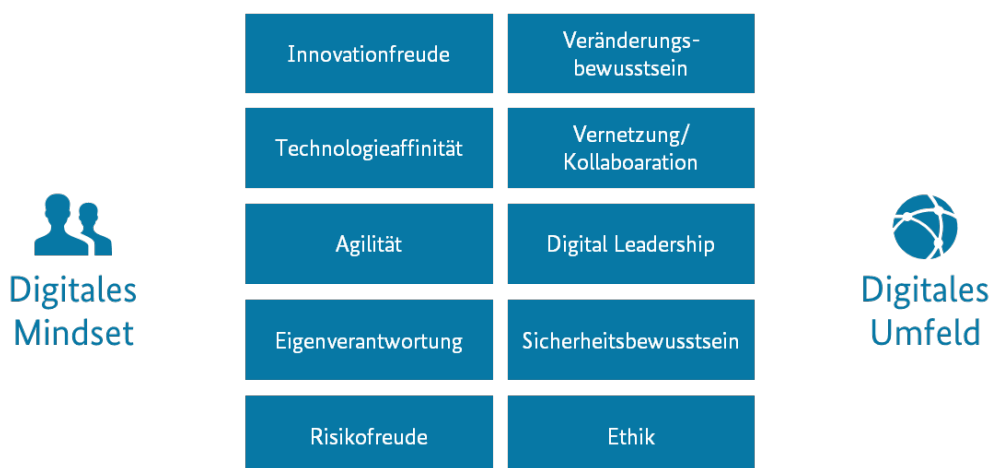 Innovationfreude
Veränderungs-
bewusstsein
Technologieaffinität
Vernetzung/
Kollaboaration
Agilität
Digital Leadership
Digitales
Mindset
Digitales
Umfeld
Eigenverantwortung
Sicherheitsbewusstsein
Risikofreude
Ethik